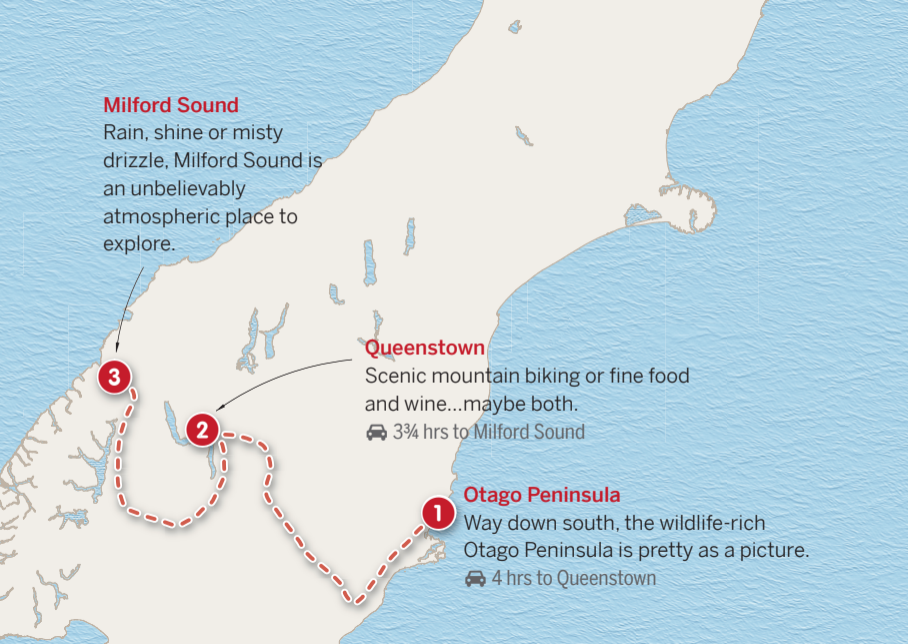 Milford Sound
Rain, shine or misty
drizzle, Milford Sound is
an unbelievably
atmospheric place to
explore.
3
2
Queenstown
Scenic mountain biking or fine food
and wine...maybe both.
3¾ hrs to Milford Sound
1
Otago Peninsula
Way down south, the wildlife-rich
Otago Peninsula is pretty as a picture.
4 hrs to Queenstown